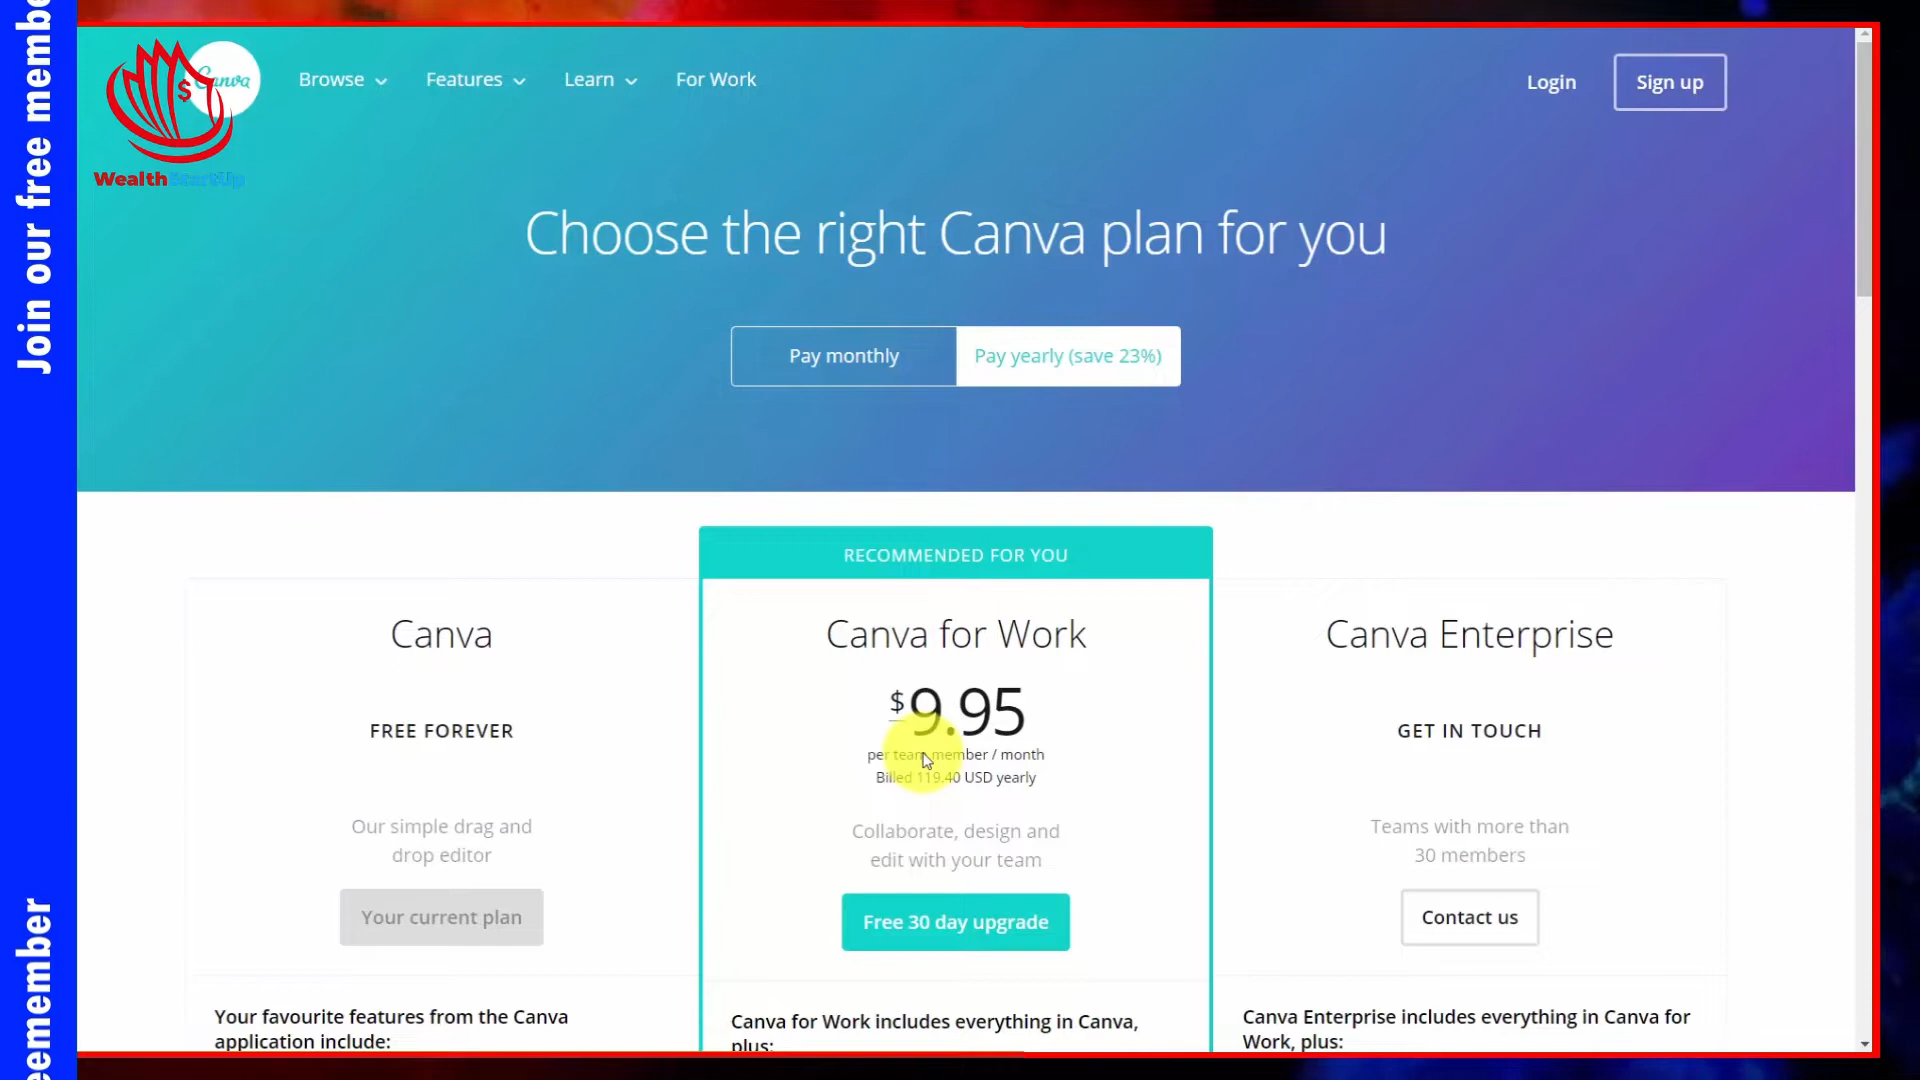 Join our free memb
eemember
Canva
WealthStartUp
Browse
Features
Learn
For Work
Login
Sign up
Choose the right Canva plan for you
Pay monthly
Pay yearly (save 23%)
RECOMMENDED FOR YOU
Canva
FREE FOREVER
Our simple drag and
drop editor
Your current plan
Your favourite features from the Canva
application include:
Canva for Work
$9.95
per team member / month
Billed 119.40 USD yearly
Collaborate, design and
edit with your team
Free 30 day upgrade
Canva for Work includes everything in Canva,
plus:
Canva Enterprise
GET IN TOUCH
Teams with more than
30 members
Contact us
Canva Enterprise includes everything in Canva for
Work, plus: